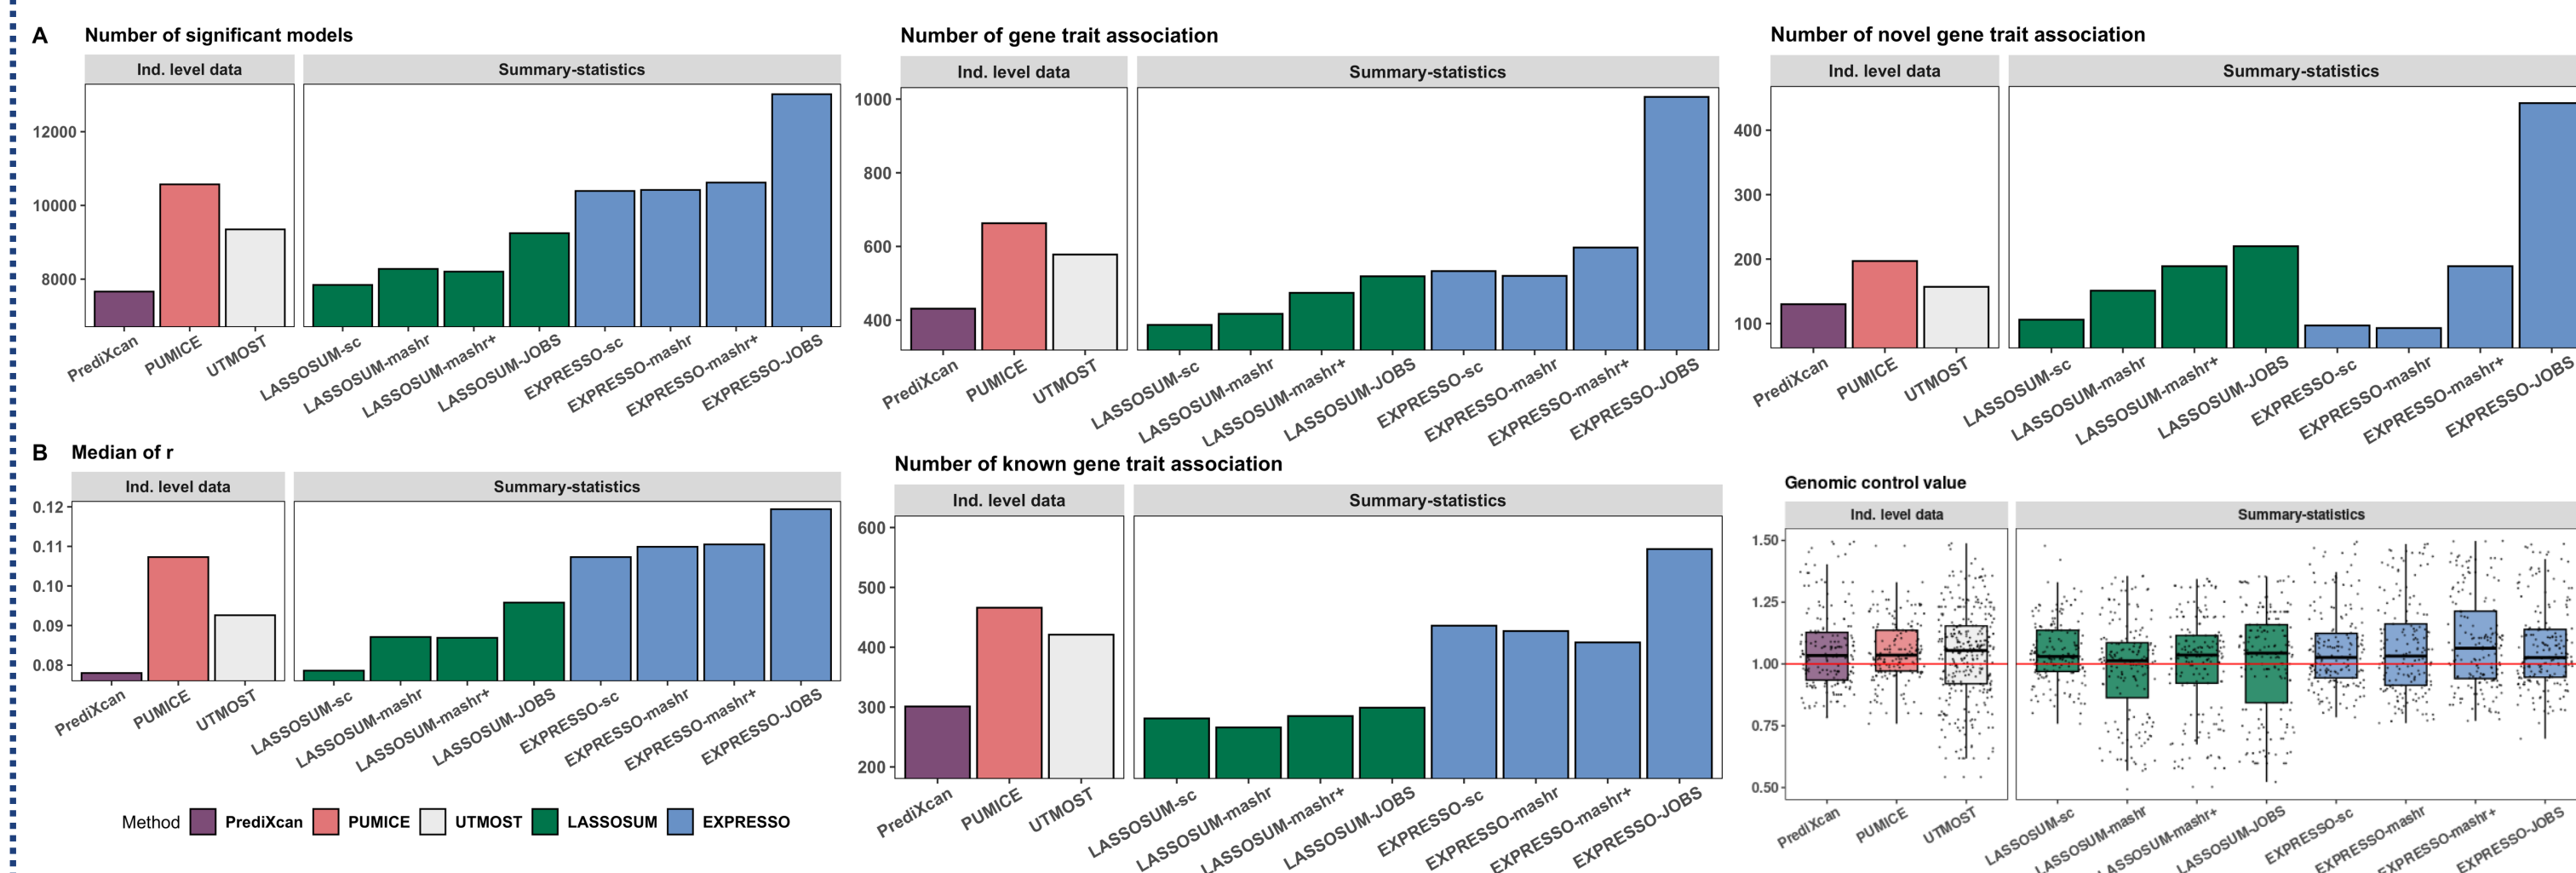 A
Number of significant models
Ind. level data
Summary-statistics
12000
10000
8000
PrediXcan
PUMICE
UTMOST
LASSOSUM-sc
LASSOSUM-mashr
LASSOSUM-mashr+
LASSOSUM-JOBS
EXPRESSO-sc
EXPRESSO-mashr
EXPRESSO-mashr+
EXPRESSO-JOBS
Number of gene trait association
Ind. level data
Summary-statistics
1000
800
600
400
PrediXcan
PUMICE
UTMOST
LASSOSUM-sc
LASSOSUM-mashr
LASSOSUM-mashr+
LASSOSUM-JOBS
EXPRESSO-sc
EXPRESSO-mashr
EXPRESSO-mashr+
EXPRESSO-JOBS
Number of novel gene trait association
Ind. level data
Summary-statistics
400
300
200
100
PrediXcan
PUMICE
UTMOST
LASSOSUM-sc
LASSOSUM-mashr
LASSOSUM-mashr+
LASSOSUM-JOBS
EXPRESSO-sc
EXPRESSO-mashr
EXPRESSO-mashr+
EXPRESSO-JOBS
B
Median of r
Ind. level data
Summary-statistics
0.12
0.11
0.10
0.09
0.08
PrediXcan
PUMICE
UTMOST
LASSOSUM-sc
LASSOSUM-mashr
LASSOSUM-mashr+
LASSOSUM-JOBS
EXPRESSO-sc
EXPRESSO-mashr
EXPRESSO-mashr+
EXPRESSO-JOBS
Method PrediXcan PUMICE UTMOST LASSOSUM EXPRESSO
Number of known gene trait association
Ind. level data
Summary-statistics
600
500
400
300
200
PrediXcan
PUMICE
UTMOST
LASSOSUM-sc
LASSOSUM-mashr
LASSOSUM-mashr+
LASSOSUM-JOBS
EXPRESSO-sc
EXPRESSO-mashr
EXPRESSO-mashr+
EXPRESSO-JOBS
Genomic control value
Ind. level data
Summary-statistics
1.50
1.25
1.00
0.75
0.50
PrediXcan
PUMICE
UTMOST
LASSOSUM-sc
LASSOSUM-mashr
LASSOSUM-mashr+
LASSOSUM-JOBS
EXPRESSO-sc
EXPRESSO-mashr
EXPRESSO-mashr+
EXPRESSO-JOBS